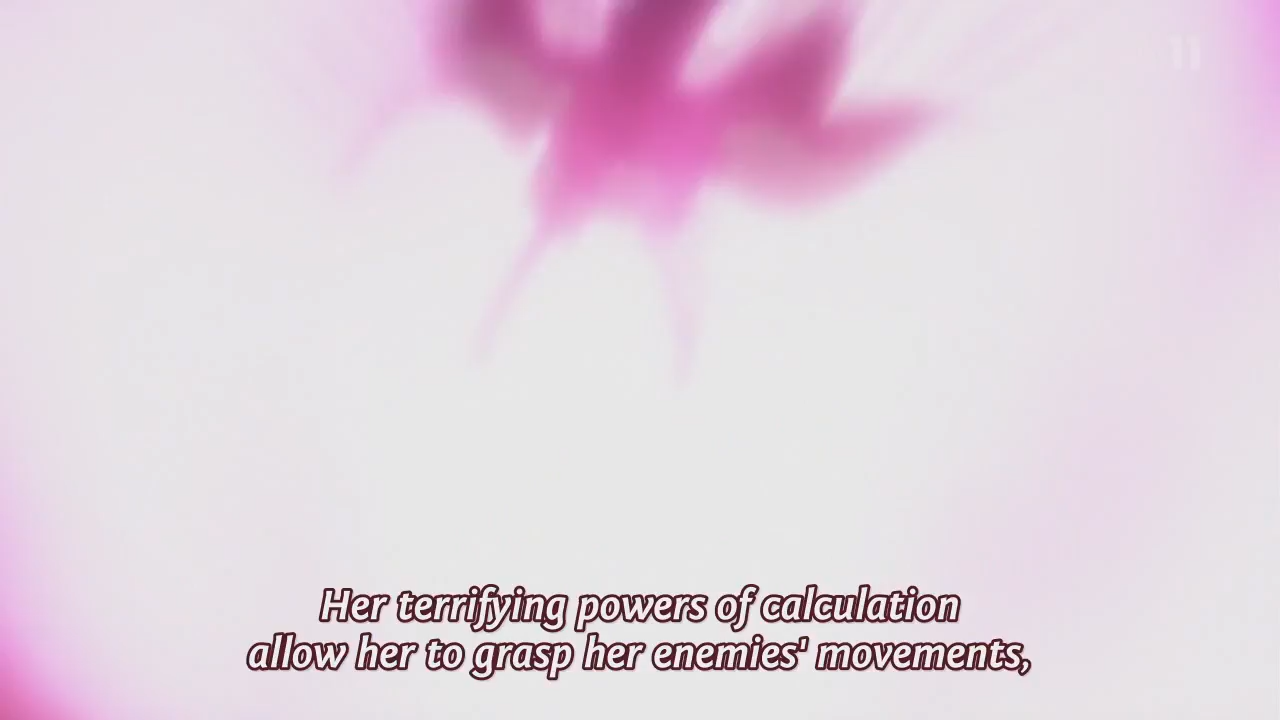 Her terrifying powers of calculation
allow her to grasp her enemies' movements,